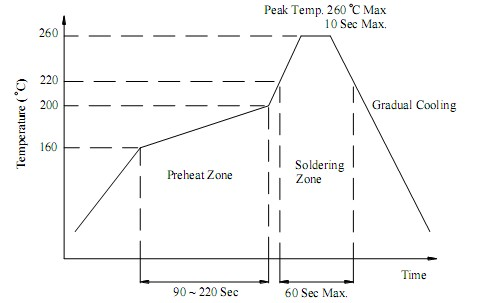 Peak Temp. 260 ℃ Max
10 Sec Max.
260
220
200
160
Temperature (℃)
Gradual Cooling
Preheat Zone
Soldering
Zone
Time
90 ~ 220 Sec
60 Sec Max.